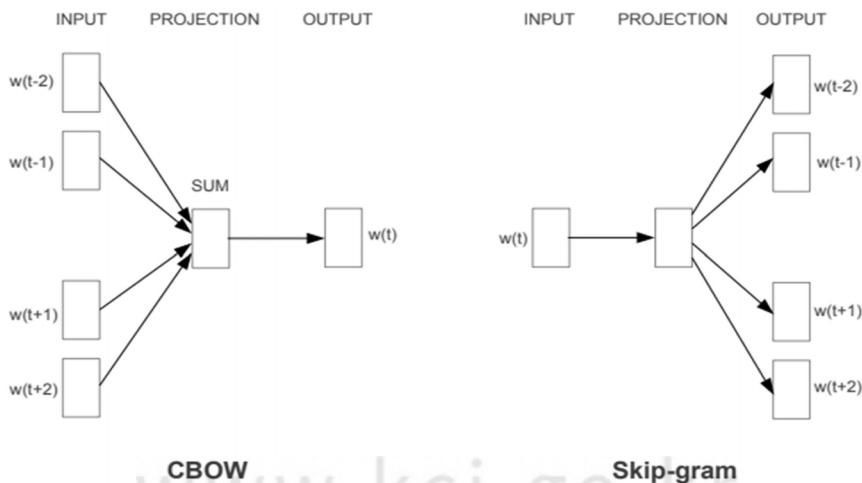 INPUT PROJECTION OUTPUT
w(t-2)
w(t-1)
SUM
w(t)
w(t+1)
w(t+2)
CBOW
INPUT PROJECTION OUTPUT
w(t-2)
w(t-1)
w(t)
w(t+1)
w(t+2)
Skip-gram